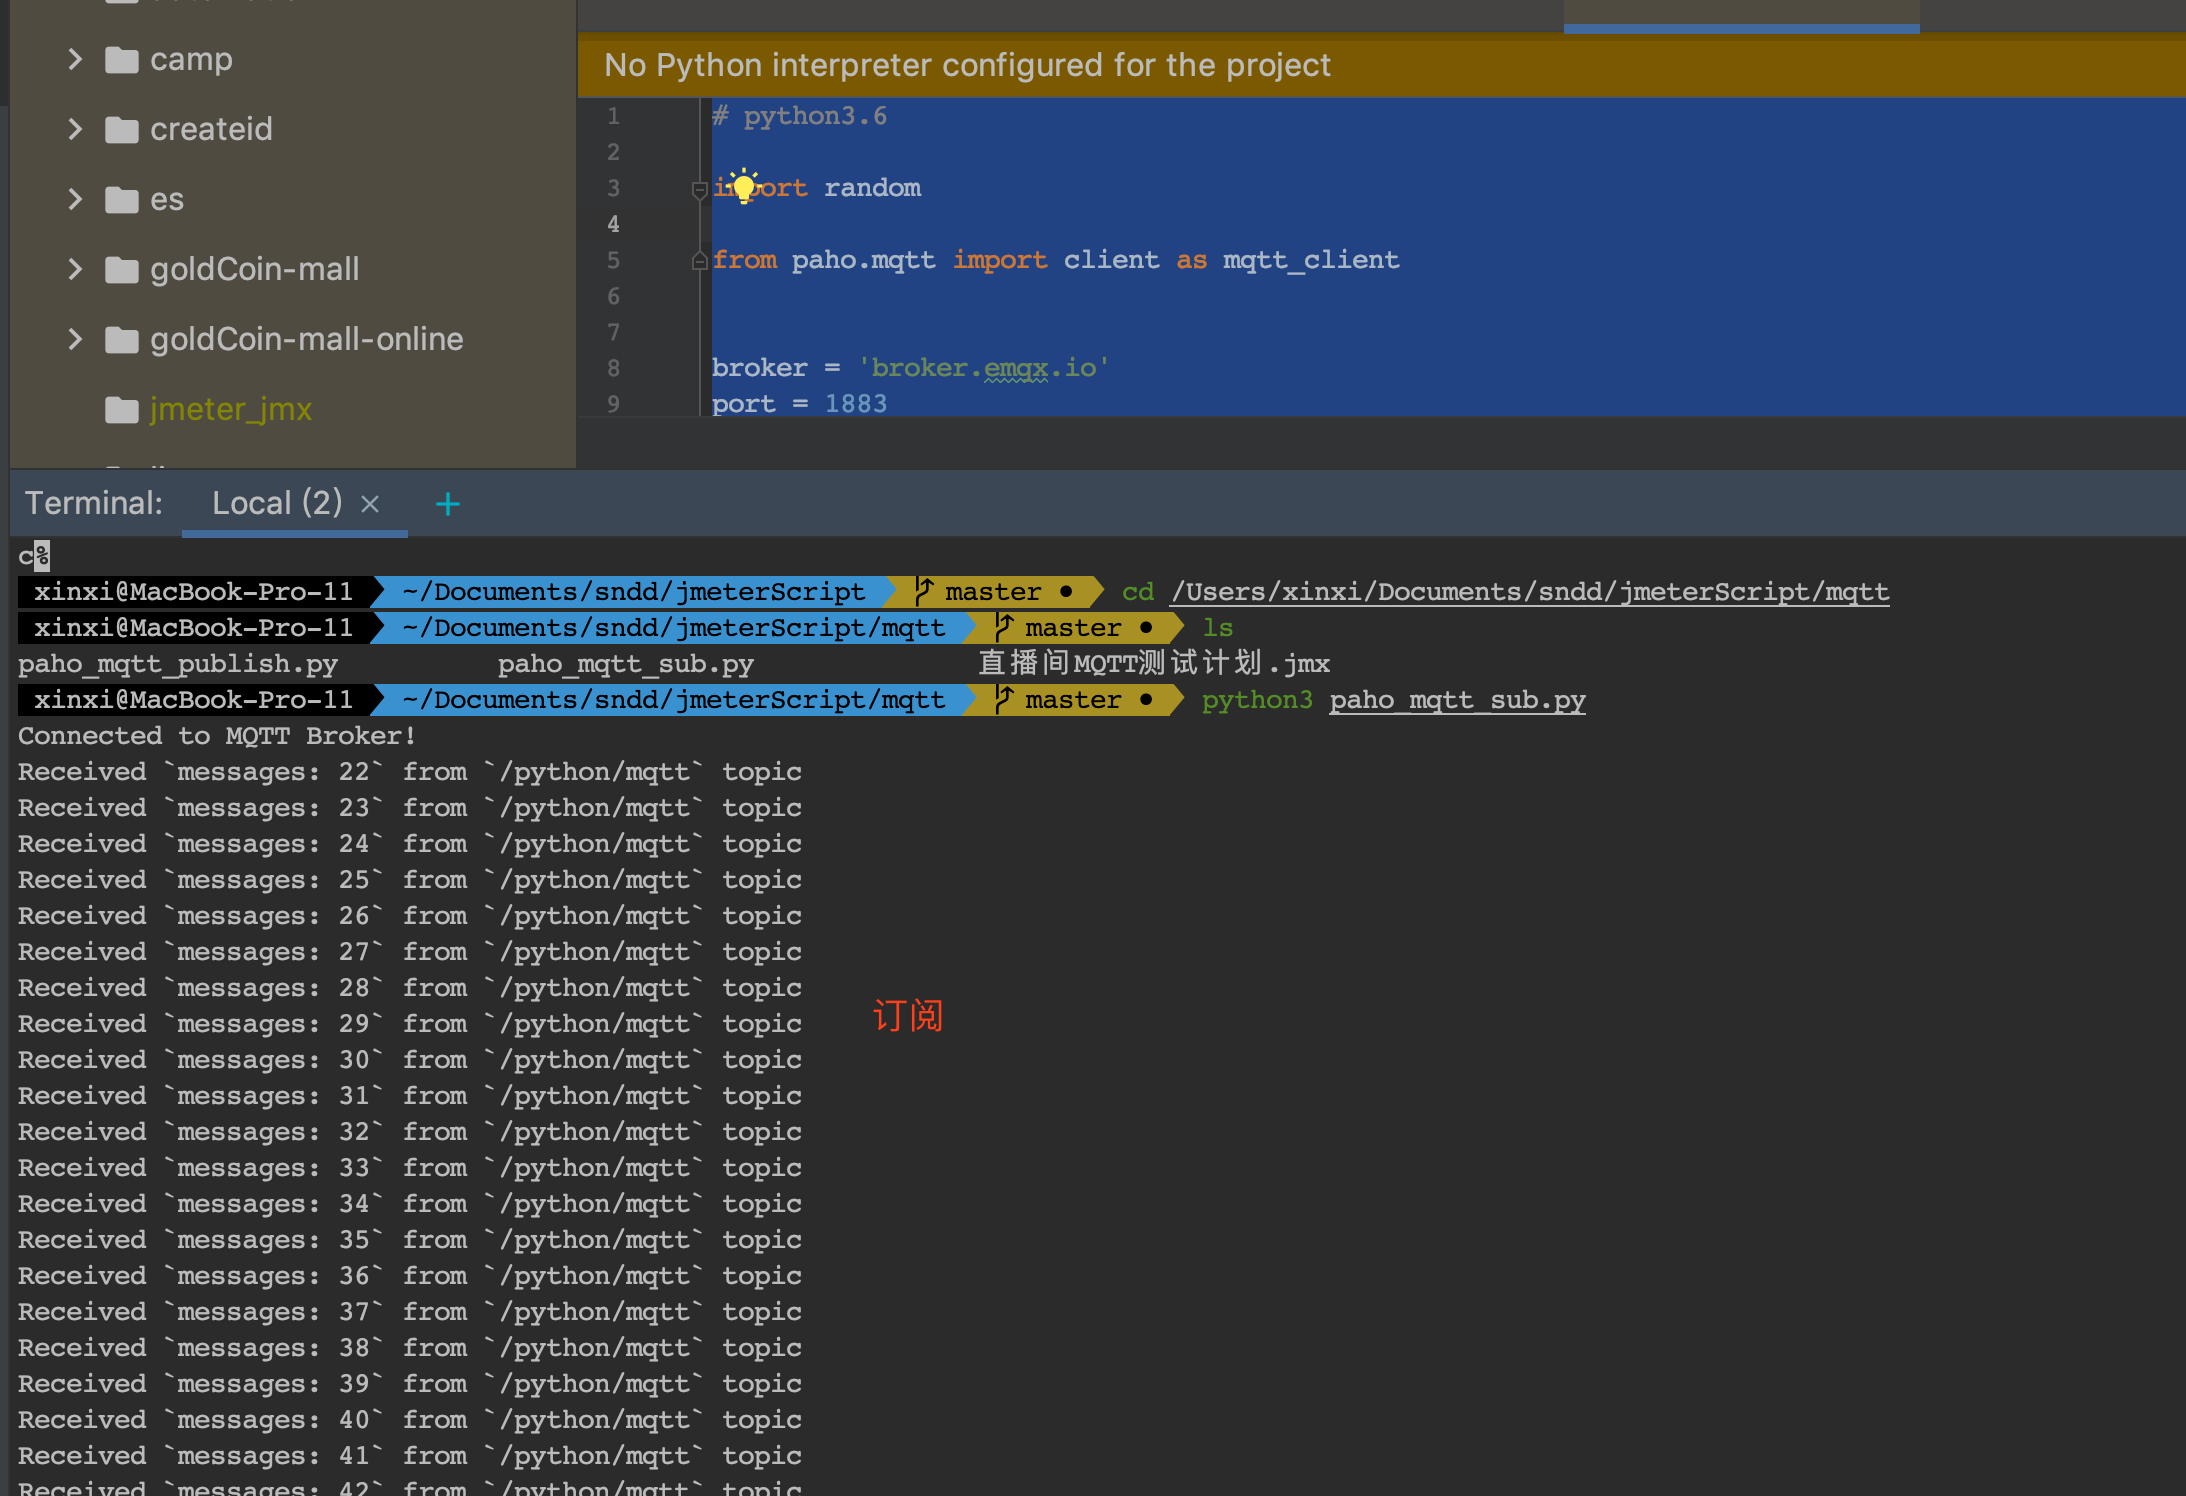 camp
createid
es
goldCoin-mall
goldCoin-mall-online
jmeter_jmx
No Python interpreter configured for the project
1 # python3.6
2
3 import random
4
5 from paho.mqtt import client as mqtt_client
6
7
8 broker = 'broker.emqx.io'
9 port = 1883
Terminal: Local (2) × +
c%
xinxi@MacBook-Pro-11 ~/Documents/sndd/jmeterScript master ● cd /Users/xinxi/Documents/sndd/jmeterScript/mqtt
xinxi@MacBook-Pro-11 ~/Documents/sndd/jmeterScript/mqtt master ● ls
paho_mqtt_publish.py paho_mqtt_sub.py 直播间MQTT测试计划.jmx
xinxi@MacBook-Pro-11 ~/Documents/sndd/jmeterScript/mqtt master ● python3 paho_mqtt_sub.py
Connected to MQTT Broker!
Received `messages: 22` from `/python/mqtt` topic
Received `messages: 23` from `/python/mqtt` topic
Received `messages: 24` from `/python/mqtt` topic
Received `messages: 25` from `/python/mqtt` topic
Received `messages: 26` from `/python/mqtt` topic
Received `messages: 27` from `/python/mqtt` topic
Received `messages: 28` from `/python/mqtt` topic
订阅
Received `messages: 29` from `/python/mqtt` topic
Received `messages: 30` from `/python/mqtt` topic
Received `messages: 31` from `/python/mqtt` topic
Received `messages: 32` from `/python/mqtt` topic
Received `messages: 33` from `/python/mqtt` topic
Received `messages: 34` from `/python/mqtt` topic
Received `messages: 35` from `/python/mqtt` topic
Received `messages: 36` from `/python/mqtt` topic
Received `messages: 37` from `/python/mqtt` topic
Received `messages: 38` from `/python/mqtt` topic
Received `messages: 39` from `/python/mqtt` topic
Received `messages: 40` from `/python/mqtt` topic
Received `messages: 41` from `/python/mqtt` topic
Received `messages: 42` from `/python/mqtt` topic